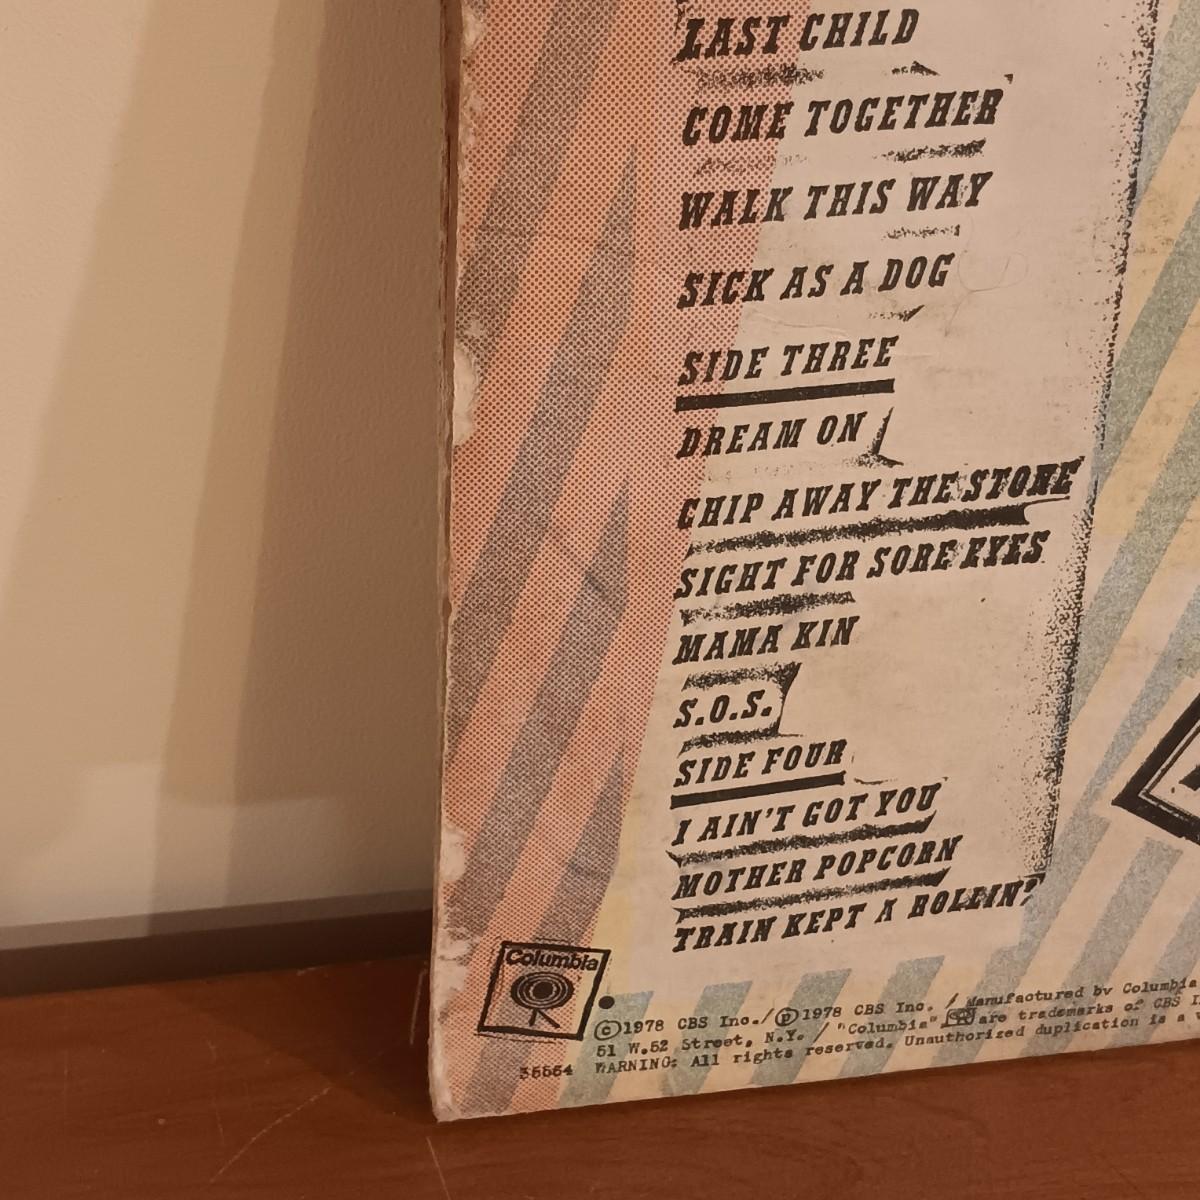 LAST CHILD
COME TOGETHER
WALK THIS WAY
SICK AS A DOG
SIDE THREE
DREAM ON
CHIP AWAY THE STONE
SIGHT FOR SORE EYES
MAMA KIN
S.O.S.
SIDE FOUR
I AIN'T GOT YOU
MOTHER POPCORN
TRAIN KEPT A ROLLIN'
Columbia
©1978 CBS Inc./℗1978 CBS Inc. / Manufactured by Columbia
51 W.52 Street, N.Y. / "Columbia", are trademarks of CBS
WARNING: All rights reserved. Unauthorized duplication is a
35564